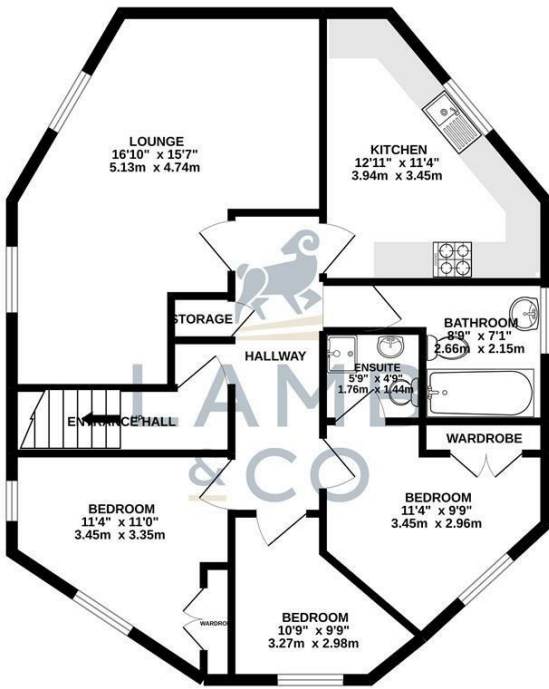 LOUNGE
16'10" x 15'7"
5.13m x 4.74m
KITCHEN
12'11" x 11'4"
3.94m x 3.45m
STORAGE
BATHROOM
8'9" x 7'1"
2.66m x 2.15m
HALLWAY
ENSUITE
5'9" x 4'9"
1.76m x 1.44m
LAMB
& CO
ENTRANCE HALL
UP
WARDROBE
BEDROOM
11'4" x 11'0"
3.45m x 3.35m
BEDROOM
11'4" x 9'9"
3.45m x 2.96m
WARDROBE
BEDROOM
10'9" x 9'9"
3.27m x 2.98m